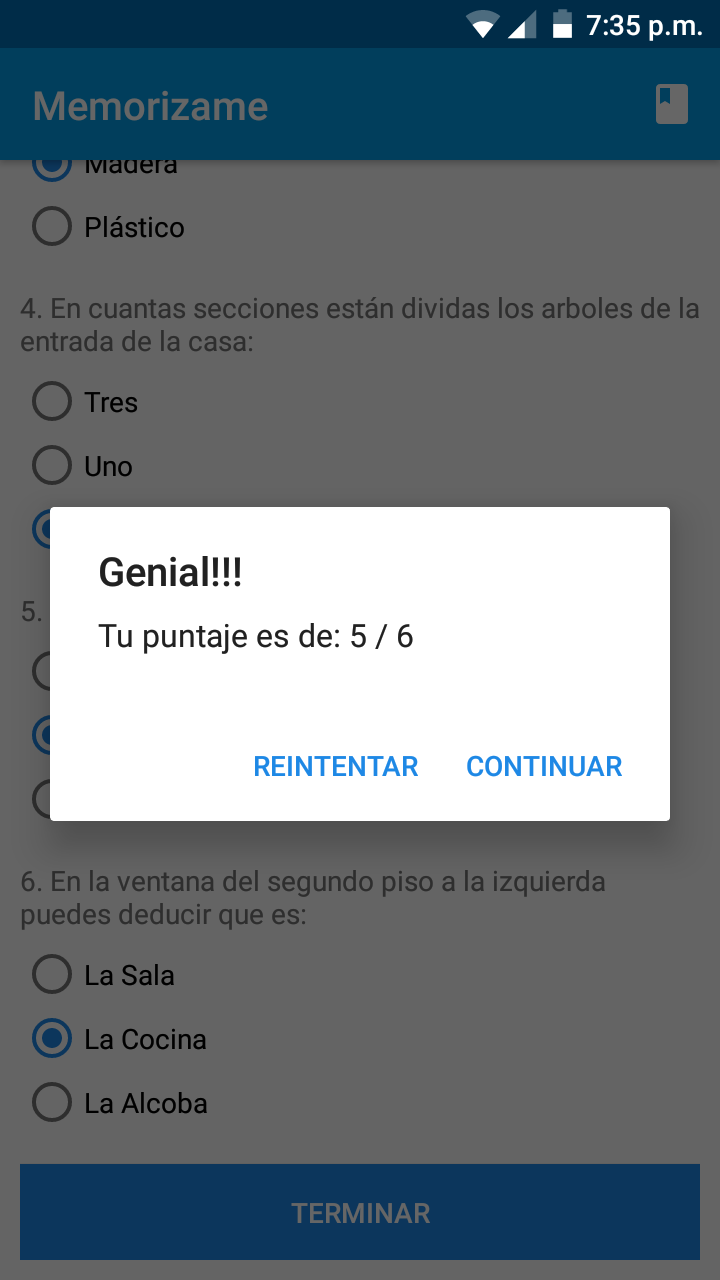 7:35 p.m.
Memorizame
Madera
Plástico
4. En cuantas secciones están dividas los arboles de la
entrada de la casa:
Tres
Uno
5.
Genial!!!
Tu puntaje es de: 5 / 6
REINTENTAR CONTINUAR
6. En la ventana del segundo piso a la izquierda
puedes deducir que es:
La Sala
La Cocina
La Alcoba
TERMINAR